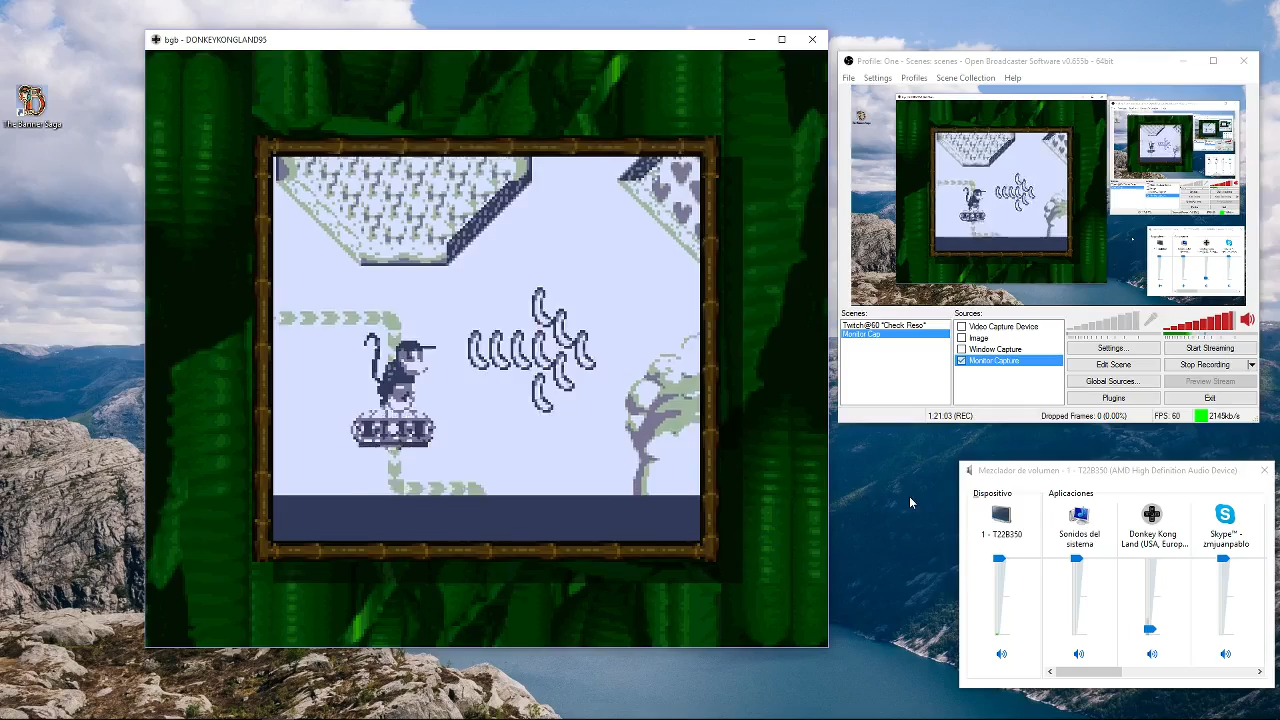 The Banner Saga
bgb - DONKEYKONGLAND95
Profile: One - Scenes: scenes - Open Broadcaster Software v0.655b - 64bit
File Settings Profiles Scene Collection Help
Scenes:
Twitch@60 "Check Reso"
Monitor Cap
Sources:
Video Capture Device
Image
Window Capture
Monitor Capture
Settings...
Start Streaming
Edit Scene
Stop Recording
Global Sources...
Preview Stream
Plugins
Exit
1:21:03 (REC)
Dropped Frames: 0 (0.00%)
FPS: 60
2145kb/s
Mezclador de volumen - 1 - T22B350 (AMD High Definition Audio Device)
Dispositivo
Aplicaciones
1 - T22B350
Sonidos del
sistema
Donkey Kong
Land (USA, Europ...
Skype™ -
zmjuanpablo